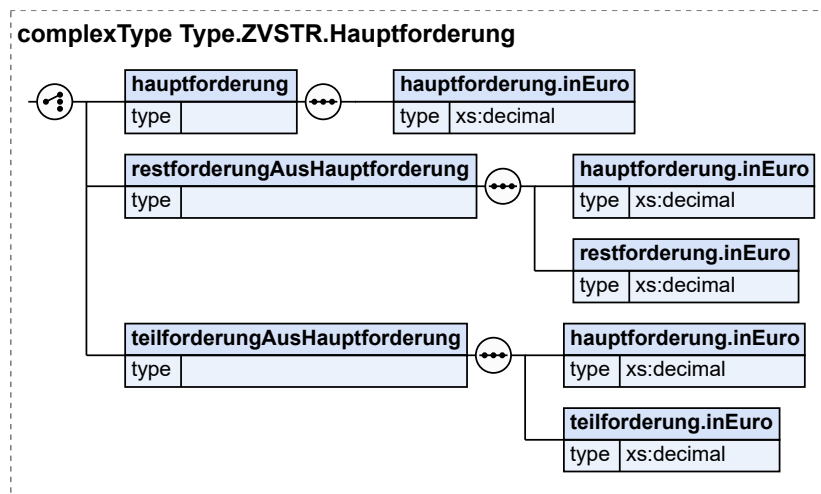 complexType Type.ZVSTR.Hauptforderung
hauptforderung
type
hauptforderung.inEuro
type xs:decimal
restforderungAusHauptforderung
type
hauptforderung.inEuro
type xs:decimal
restforderung.inEuro
type xs:decimal
teilforderungAusHauptforderung
type
hauptforderung.inEuro
type xs:decimal
teilforderung.inEuro
type xs:decimal